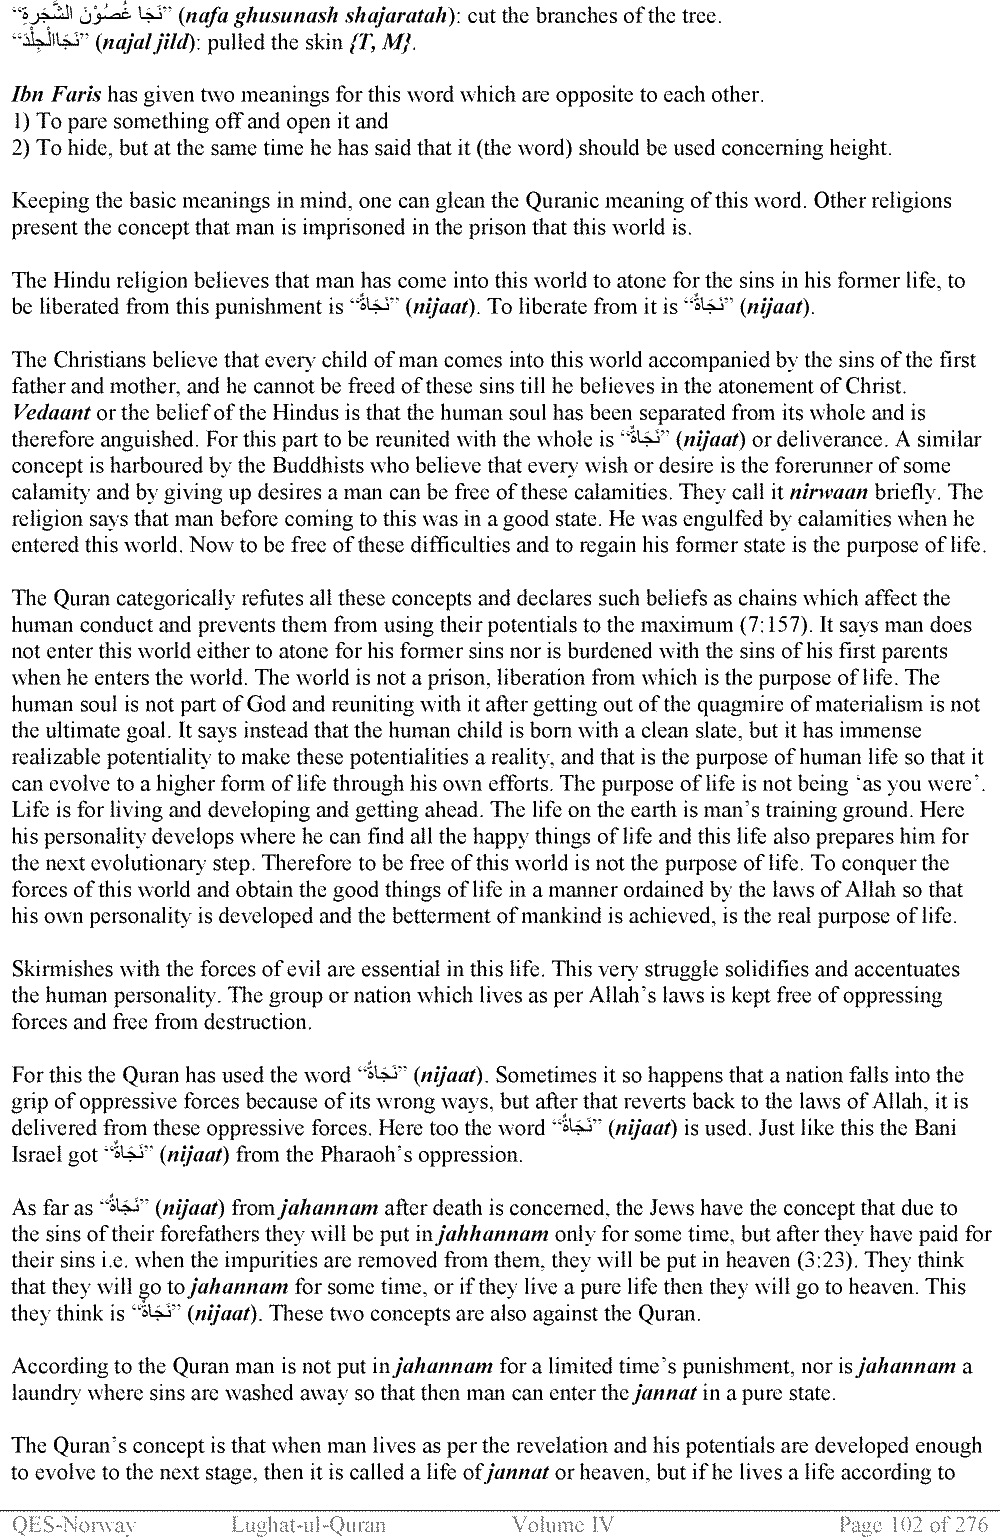 “نَجَا غُصُوْنَ الشَّجَرِةِ” (nafa ghusunash shajaratah): cut the branches of the tree.
“نَجَاالْجِلْدَ” (najal jild): pulled the skin {T, M}.
Ibn Faris has given two meanings for this word which are opposite to each other.
1) To pare something off and open it and
2) To hide, but at the same time he has said that it (the word) should be used concerning height.
Keeping the basic meanings in mind, one can glean the Quranic meaning of this word. Other religions
present the concept that man is imprisoned in the prison that this world is.
The Hindu religion believes that man has come into this world to atone for the sins in his former life, to
be liberated from this punishment is “نَجَاةٌ” (nijaat). To liberate from it is “نَجَاةٌ” (nijaat).
The Christians believe that every child of man comes into this world accompanied by the sins of the first
father and mother, and he cannot be freed of these sins till he believes in the atonement of Christ.
Vedaant or the belief of the Hindus is that the human soul has been separated from its whole and is
therefore anguished. For this part to be reunited with the whole is “نَجَاةٌ” (nijaat) or deliverance. A similar
concept is harboured by the Buddhists who believe that every wish or desire is the forerunner of some
calamity and by giving up desires a man can be free of these calamities. They call it nirwaan briefly. The
religion says that man before coming to this was in a good state. He was engulfed by calamities when he
entered this world. Now to be free of these difficulties and to regain his former state is the purpose of life.
The Quran categorically refutes all these concepts and declares such beliefs as chains which affect the
human conduct and prevents them from using their potentials to the maximum (7:157). It says man does
not enter this world either to atone for his former sins nor is burdened with the sins of his first parents
when he enters the world. The world is not a prison, liberation from which is the purpose of life. The
human soul is not part of God and reuniting with it after getting out of the quagmire of materialism is not
the ultimate goal. It says instead that the human child is born with a clean slate, but it has immense
realizable potentiality to make these potentialities a reality, and that is the purpose of human life so that it
can evolve to a higher form of life through his own efforts. The purpose of life is not being ‘as you were’.
Life is for living and developing and getting ahead. The life on the earth is man’s training ground. Here
his personality develops where he can find all the happy things of life and this life also prepares him for
the next evolutionary step. Therefore to be free of this world is not the purpose of life. To conquer the
forces of this world and obtain the good things of life in a manner ordained by the laws of Allah so that
his own personality is developed and the betterment of mankind is achieved, is the real purpose of life.
Skirmishes with the forces of evil are essential in this life. This very struggle solidifies and accentuates
the human personality. The group or nation which lives as per Allah’s laws is kept free of oppressing
forces and free from destruction.
For this the Quran has used the word “نَجَاةٌ” (nijaat). Sometimes it so happens that a nation falls into the
grip of oppressive forces because of its wrong ways, but after that reverts back to the laws of Allah, it is
delivered from these oppressive forces. Here too the word “نَجَاةٌ” (nijaat) is used. Just like this the Bani
Israel got “نَجَاةٌ” (nijaat) from the Pharaoh’s oppression.
As far as “نَجَاةٌ” (nijaat) from jahannam after death is concerned, the Jews have the concept that due to
the sins of their forefathers they will be put in jahhannam only for some time, but after they have paid for
their sins i.e. when the impurities are removed from them, they will be put in heaven (3:23). They think
that they will go to jahannam for some time, or if they live a pure life then they will go to heaven. This
they think is “نَجَاةٌ” (nijaat). These two concepts are also against the Quran.
According to the Quran man is not put in jahannam for a limited time’s punishment, nor is jahannam a
laundry where sins are washed away so that then man can enter the jannat in a pure state.
The Quran’s concept is that when man lives as per the revelation and his potentials are developed enough
to evolve to the next stage, then it is called a life of jannat or heaven, but if he lives a life according to
QES-Norway Lughat-ul-Quran Volume IV Page 102 of 276